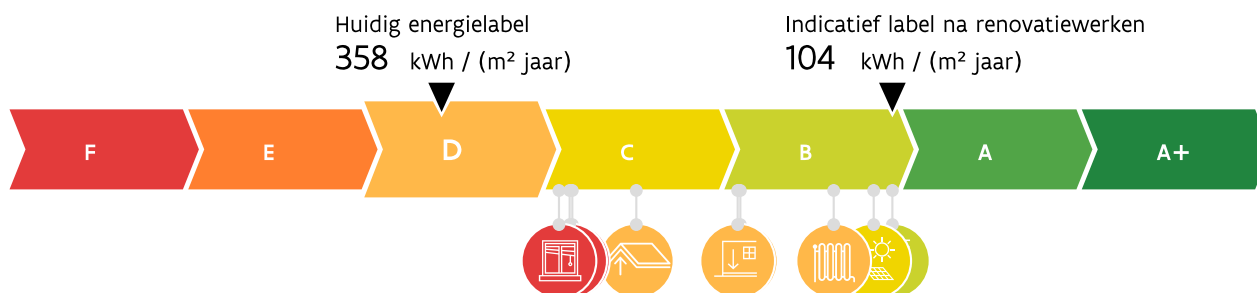 Huidig energielabel
358 kWh / (m² jaar)
Indicatief label na renovatiewerken
104 kWh / (m² jaar)
F E D C B A A+